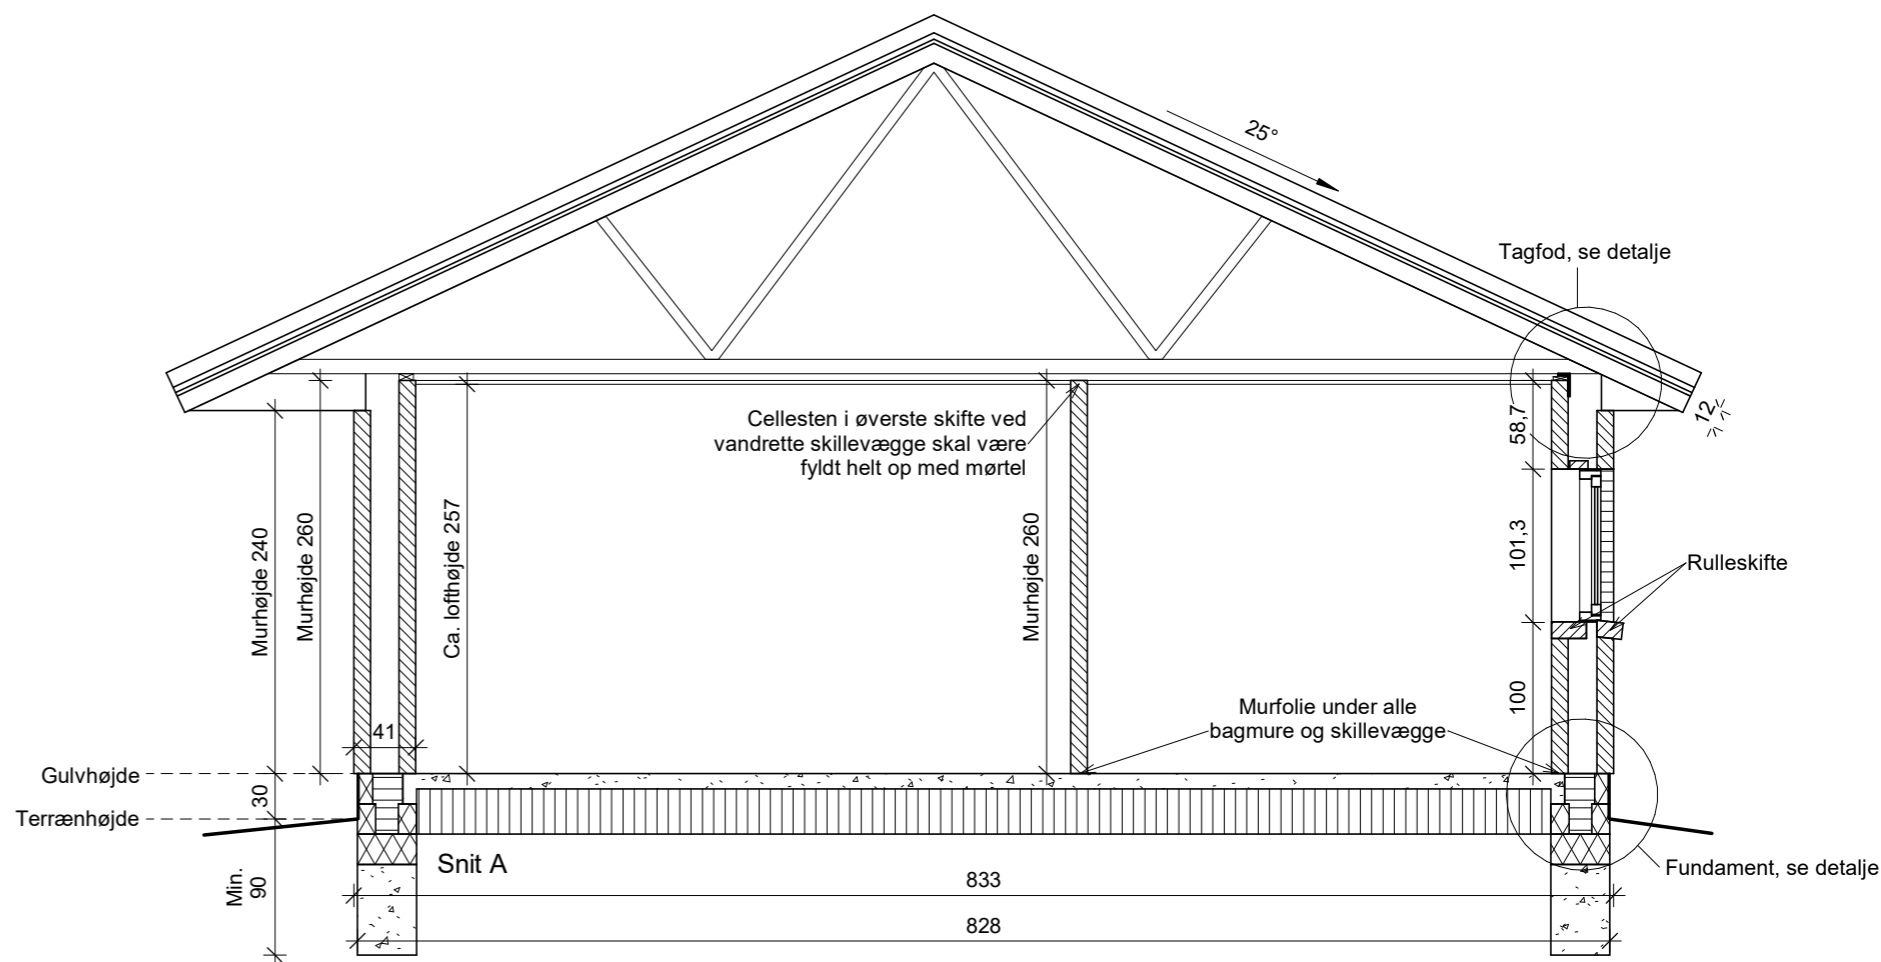 25°
Tagfod, se detalje
12
Cellesten i øverste skifte ved
vandrette skillevægge skal være
fyldt helt op med mørtel
58,7
Murhøjde 240
Murhøjde 260
Ca. lofthøjde 257
Murhøjde 260
101,3
Rulleskifte
100
Murfolie under alle
bagmure og skillevægge
41
Gulvhøjde
30
Terrænhøjde
Min.
90
Snit A
833
828
Fundament, se detalje